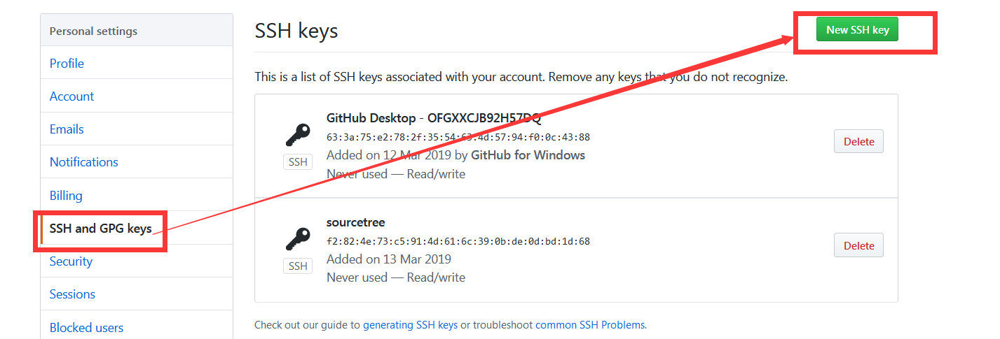 Personal settings
Profile
Account
Emails
Notifications
Billing
SSH and GPG keys
Security
Sessions
Blocked users
SSH keys
New SSH key
This is a list of SSH keys associated with your account. Remove any keys that you do not recognize.
GitHub Desktop - OFGXXCJB92H57DQ
63:3a:75:e2:78:2f:35:54:63:4d:57:94:f0:0c:43:88
Added on 12 Mar 2019 by GitHub for Windows
Never used — Read/write
SSH
Delete
sourcetree
f2:82:4e:73:c5:91:4d:61:6c:39:0b:de:0d:bd:1d:68
Added on 13 Mar 2019
Never used — Read/write
SSH
Delete
Check out our guide to generating SSH keys or troubleshoot common SSH Problems.